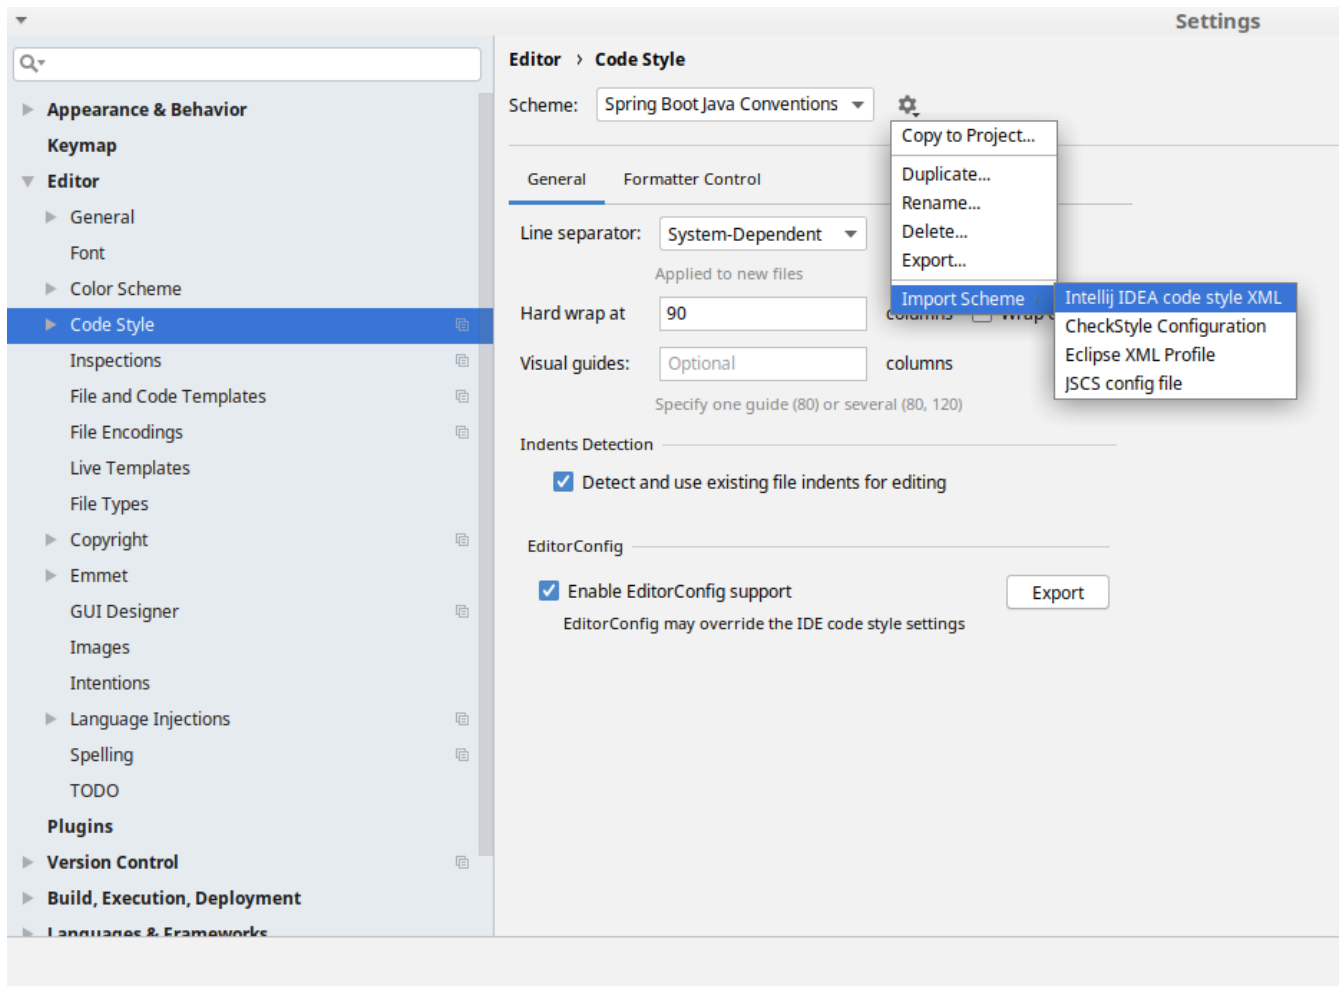 Settings
Appearance & Behavior
Keymap
Editor
General
Font
Color Scheme
Code Style
Inspections
File and Code Templates
File Encodings
Live Templates
File Types
Copyright
Emmet
GUI Designer
Images
Intentions
Language Injections
Spelling
TODO
Plugins
Version Control
Build, Execution, Deployment
Languages & Frameworks
Editor › Code Style
Scheme: Spring Boot Java Conventions
Copy to Project...
Duplicate...
Rename...
Delete...
Export...
Import Scheme
Intellij IDEA code style XML
CheckStyle Configuration
Eclipse XML Profile
JSCS config file
General Formatter Control
Line separator: System-Dependent
Applied to new files
Hard wrap at 90 columns Wrap
Visual guides: Optional columns
Specify one guide (80) or several (80, 120)
Indents Detection
Detect and use existing file indents for editing
EditorConfig
Enable EditorConfig support Export
EditorConfig may override the IDE code style settings